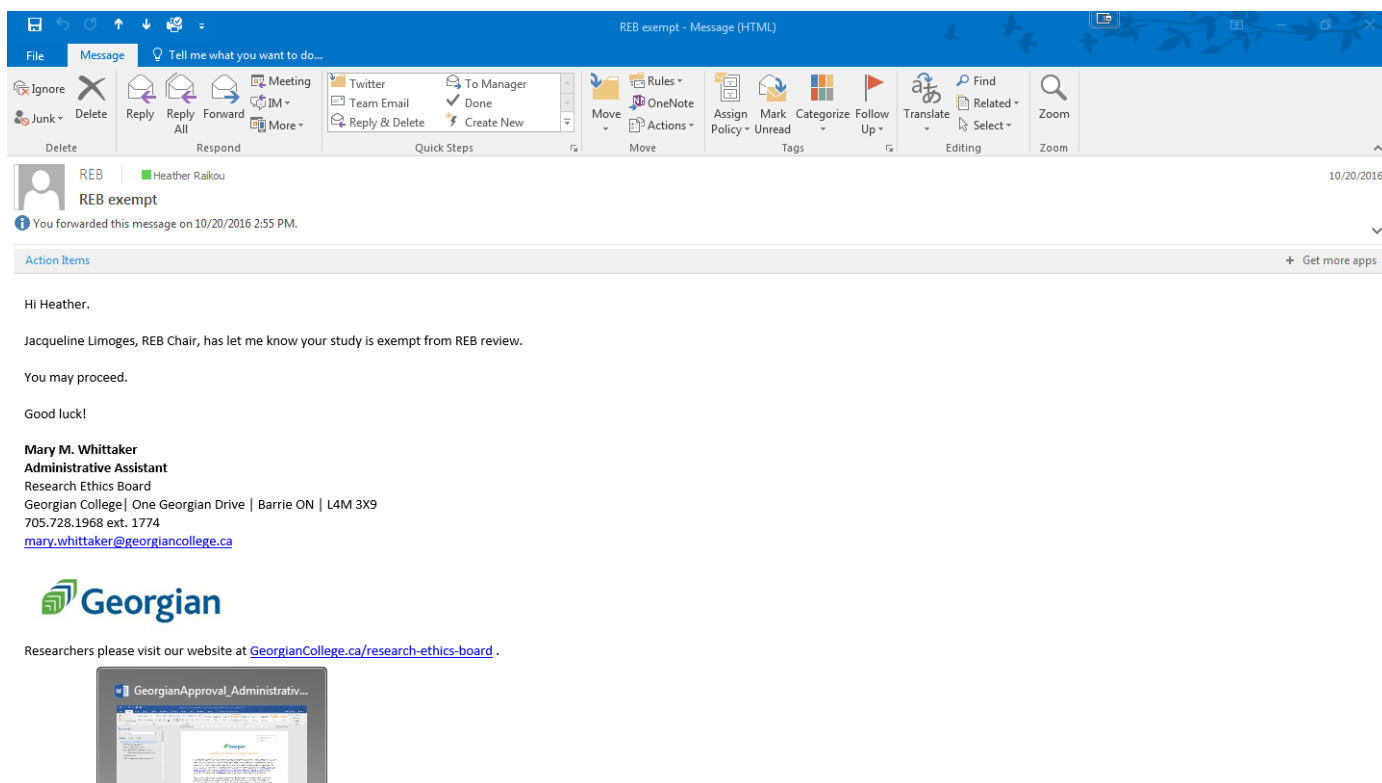 REB exempt - Message (HTML)
File Message Tell me what you want to do...
Ignore
Junk
Delete
Reply
Reply All
Forward
Meeting
IM
More
Twitter
Team Email
Reply & Delete
To Manager
Done
Create New
Move
Rules
OneNote
Actions
Assign Policy
Mark Unread
Categorize
Follow Up
Translate
Find
Related
Select
Zoom
Delete Respond Quick Steps Move Tags Editing Zoom
REB Heather Raikou 10/20/2016
REB exempt
You forwarded this message on 10/20/2016 2:55 PM.
Action Items + Get more apps
Hi Heather.
Jacqueline Limoges, REB Chair, has let me know your study is exempt from REB review.
You may proceed.
Good luck!
Mary M. Whittaker
Administrative Assistant
Research Ethics Board
Georgian College| One Georgian Drive | Barrie ON | L4M 3X9
705.728.1968 ext. 1774
mary.whittaker@georgiancollege.ca
Georgian
Researchers please visit our website at GeorgianCollege.ca/research-ethics-board .
GeorgianApproval_Administrativ...